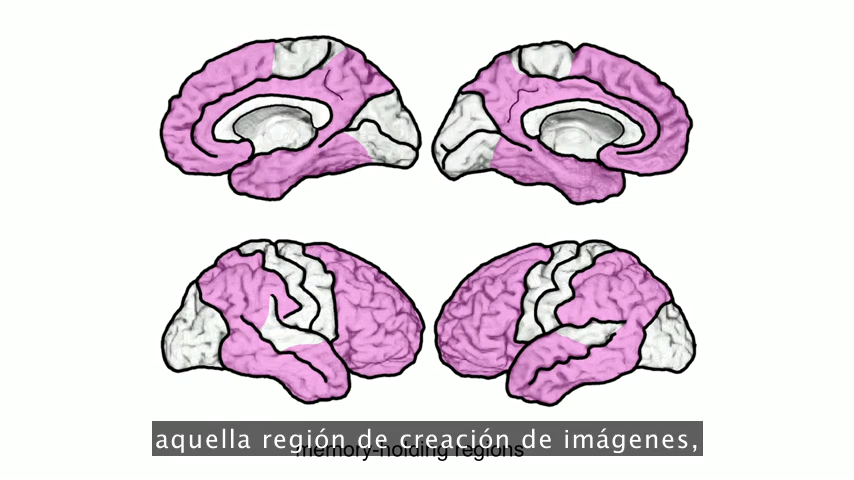 aquella región de creación de imágenes,
memory-holding regions